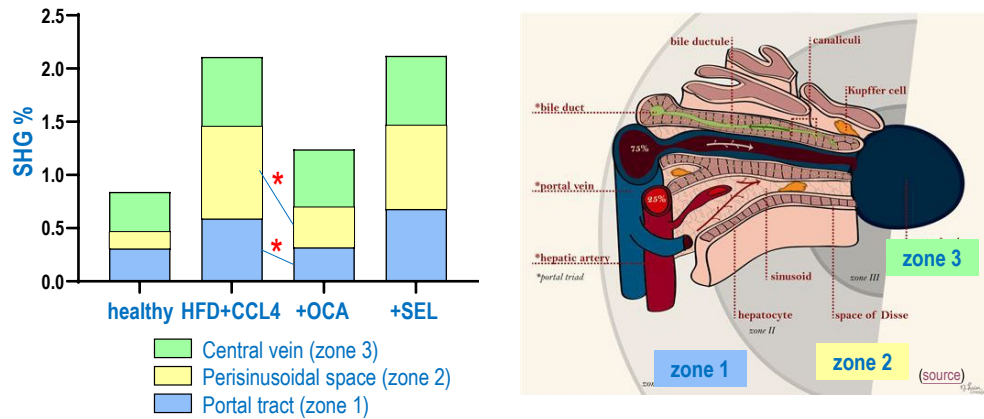 2.5
2.0
1.5
1.0
0.5
0.0
SHG %
*
*
healthy HFD+CCL4 +OCA +SEL
Central vein (zone 3)
Perisinusoidal space (zone 2)
Portal tract (zone 1)
bile ductule
canaliculi
Kupffer cell
*bile duct
75%
*portal vein
25%
*hepatic artery
*portal triad
zone 3
sinusoid
zone III
hepatocyte
zone II
space of Disse
zone 1
zone 2
(source)